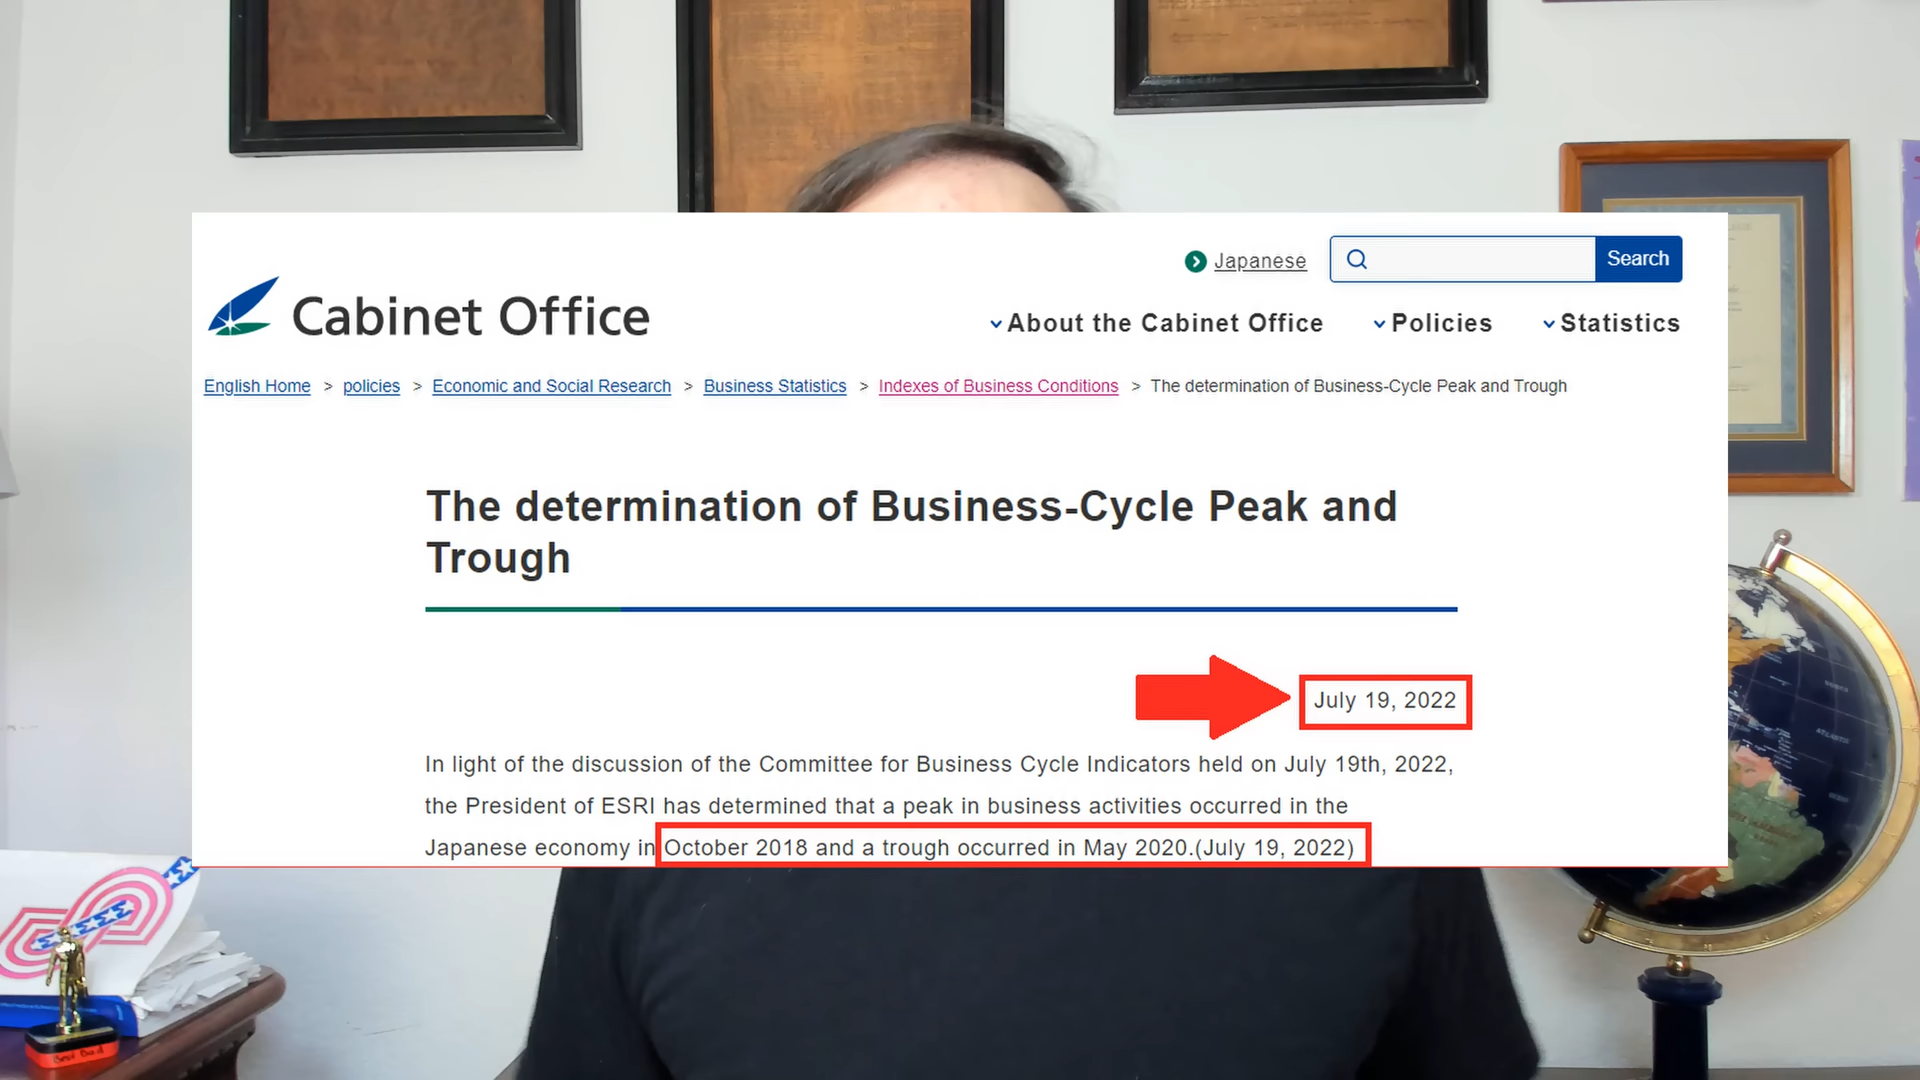 Japanese
Search
Cabinet Office
About the Cabinet Office
Policies
Statistics
English Home > policies > Economic and Social Research > Business Statistics > Indexes of Business Conditions > The determination of Business-Cycle Peak and Trough
The determination of Business-Cycle Peak and
Trough
July 19, 2022
In light of the discussion of the Committee for Business Cycle Indicators held on July 19th, 2022,
the President of ESRI has determined that a peak in business activities occurred in the
Japanese economy in October 2018 and a trough occurred in May 2020.(July 19, 2022)